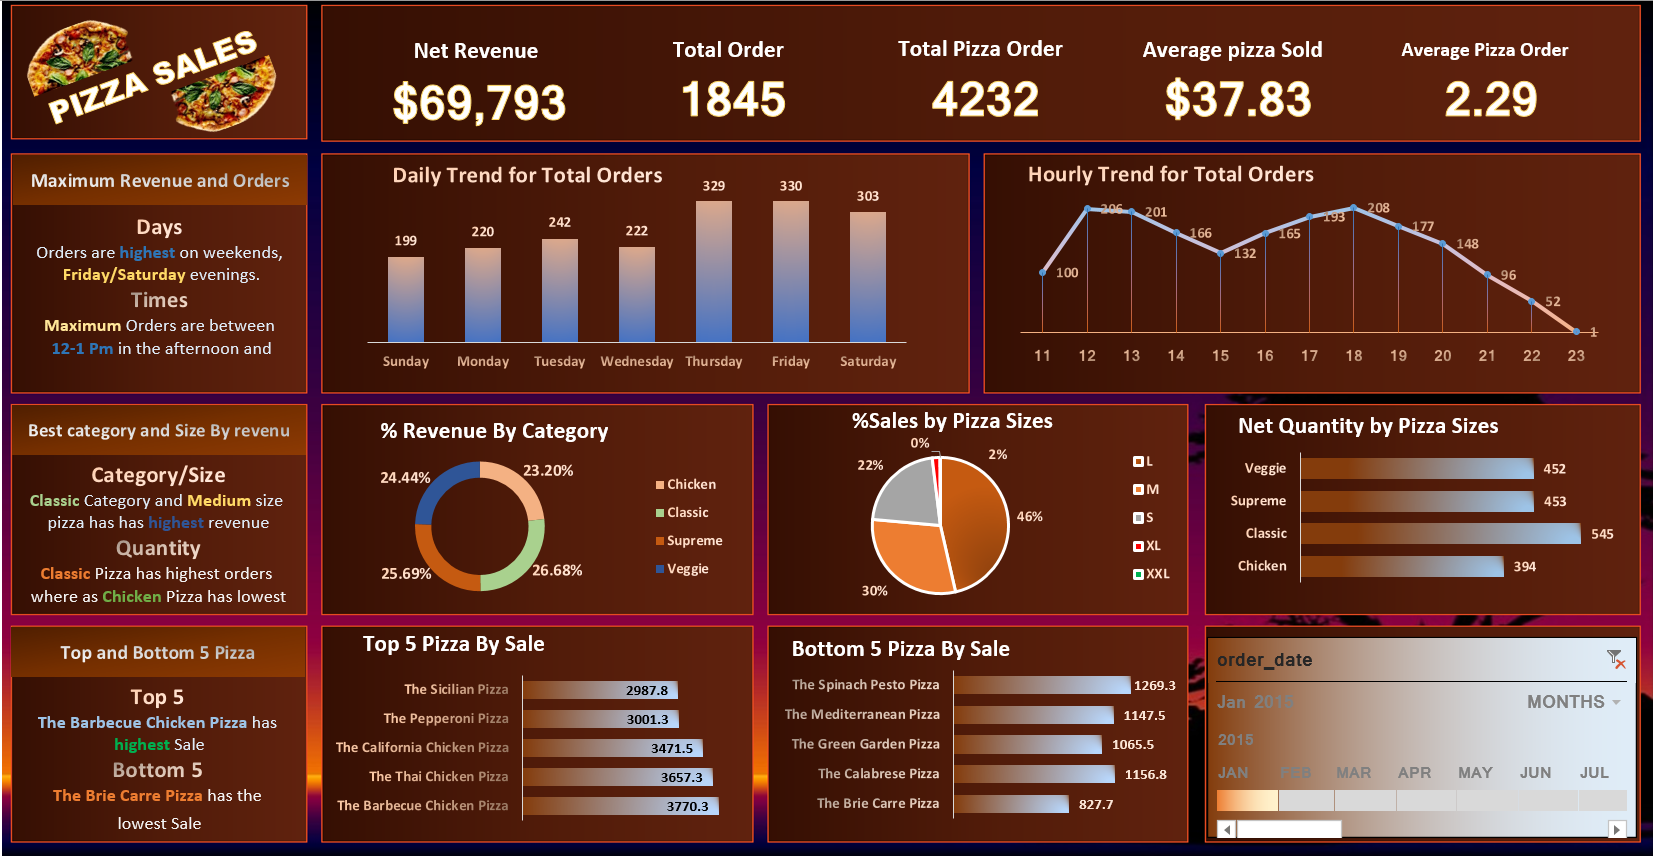 PIZZA SALES
Net Revenue
$69,793
Total Order
1845
Total Pizza Order
4232
Average pizza Sold
$37.83
Average Pizza Order
2.29
Maximum Revenue and Orders
Days
Orders are highest on weekends,
Friday/Saturday evenings.
Times
Maximum Orders are between
12-1 Pm in the afternoon and
Daily Trend for Total Orders
199
220
242
222
329
330
303
Sunday
Monday
Tuesday
Wednesday
Thursday
Friday
Saturday
Hourly Trend for Total Orders
100
206
201
166
132
165
193
208
177
148
96
52
1
11
12
13
14
15
16
17
18
19
20
21
22
23
Best category and Size By revenu
Category/Size
Classic Category and Medium size
pizza has has highest revenue
Quantity
Classic Pizza has highest orders
where as Chicken Pizza has lowest
% Revenue By Category
24.44%
23.20%
25.69%
26.68%
Chicken
Classic
Supreme
Veggie
%Sales by Pizza Sizes
0%
2%
22%
46%
30%
L
M
S
XL
XXL
Net Quantity by Pizza Sizes
Veggie 452
Supreme 453
Classic 545
Chicken 394
Top and Bottom 5 Pizza
Top 5
The Barbecue Chicken Pizza has
highest Sale
Bottom 5
The Brie Carre Pizza has the
lowest Sale
Top 5 Pizza By Sale
The Sicilian Pizza 2987.8
The Pepperoni Pizza 3001.3
The California Chicken Pizza 3471.5
The Thai Chicken Pizza 3657.3
The Barbecue Chicken Pizza 3770.3
Bottom 5 Pizza By Sale
The Spinach Pesto Pizza 1269.3
The Mediterranean Pizza 1147.5
The Green Garden Pizza 1065.5
The Calabrese Pizza 1156.8
The Brie Carre Pizza 827.7
order_date
Jan 2015 MONTHS
2015
JAN FEB MAR APR MAY JUN JUL